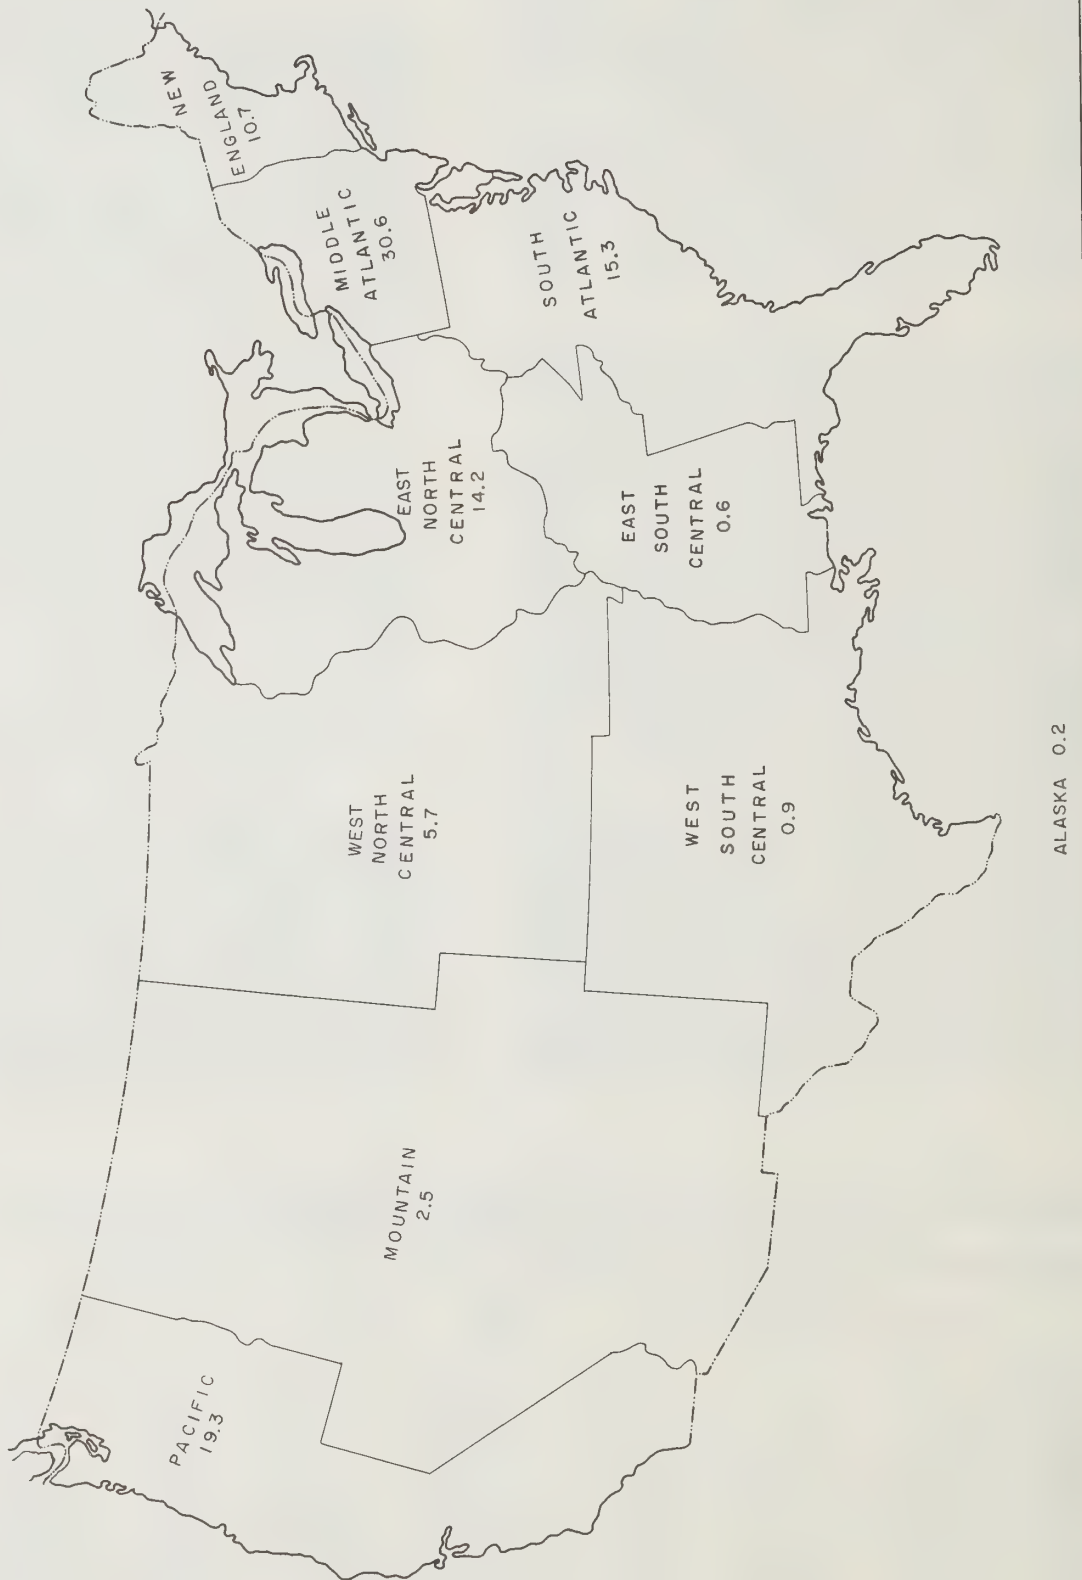 PACIFIC
19.3
MOUNTAIN
2.5
WEST
NORTH
CENTRAL
5.7
WEST
SOUTH
CENTRAL
0.9
EAST
NORTH
CENTRAL
14.2
EAST
SOUTH
CENTRAL
0.6
SOUTH
ATLANTIC
15.3
MIDDLE
ATLANTIC
30.6
NEW
ENGLAND
10.7
ALASKA 0.2